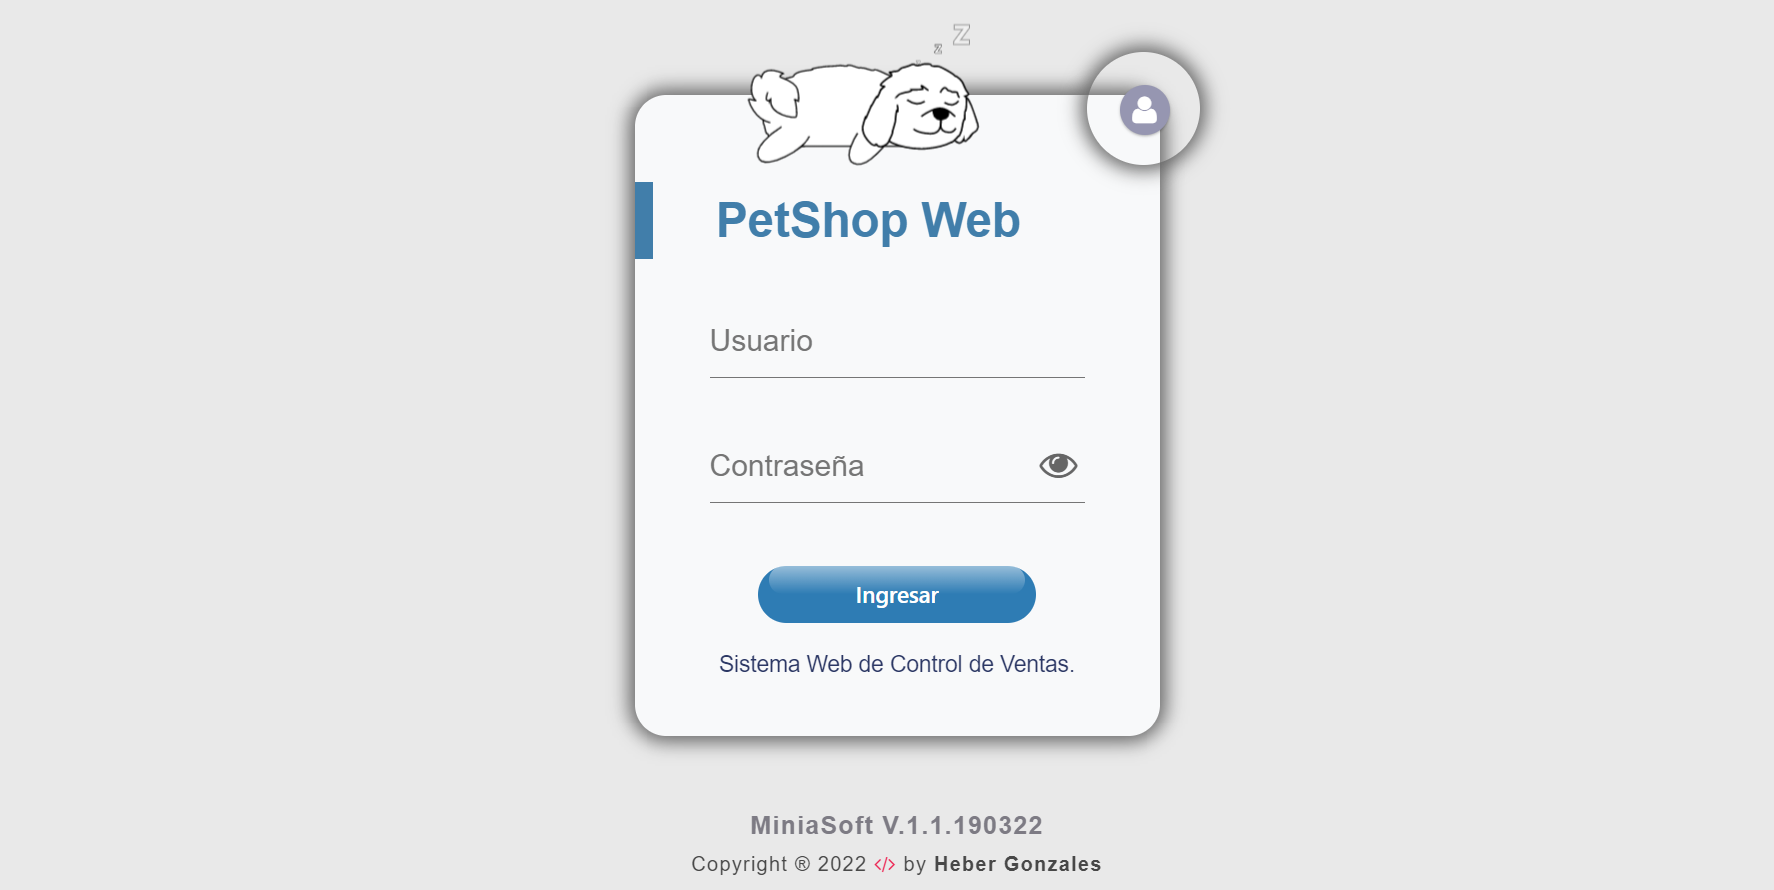 z Z
PetShop Web
Usuario
Contraseña
Ingresar
Sistema Web de Control de Ventas.
MiniaSoft V.1.1.190322
Copyright ® 2022 </> by Heber Gonzales